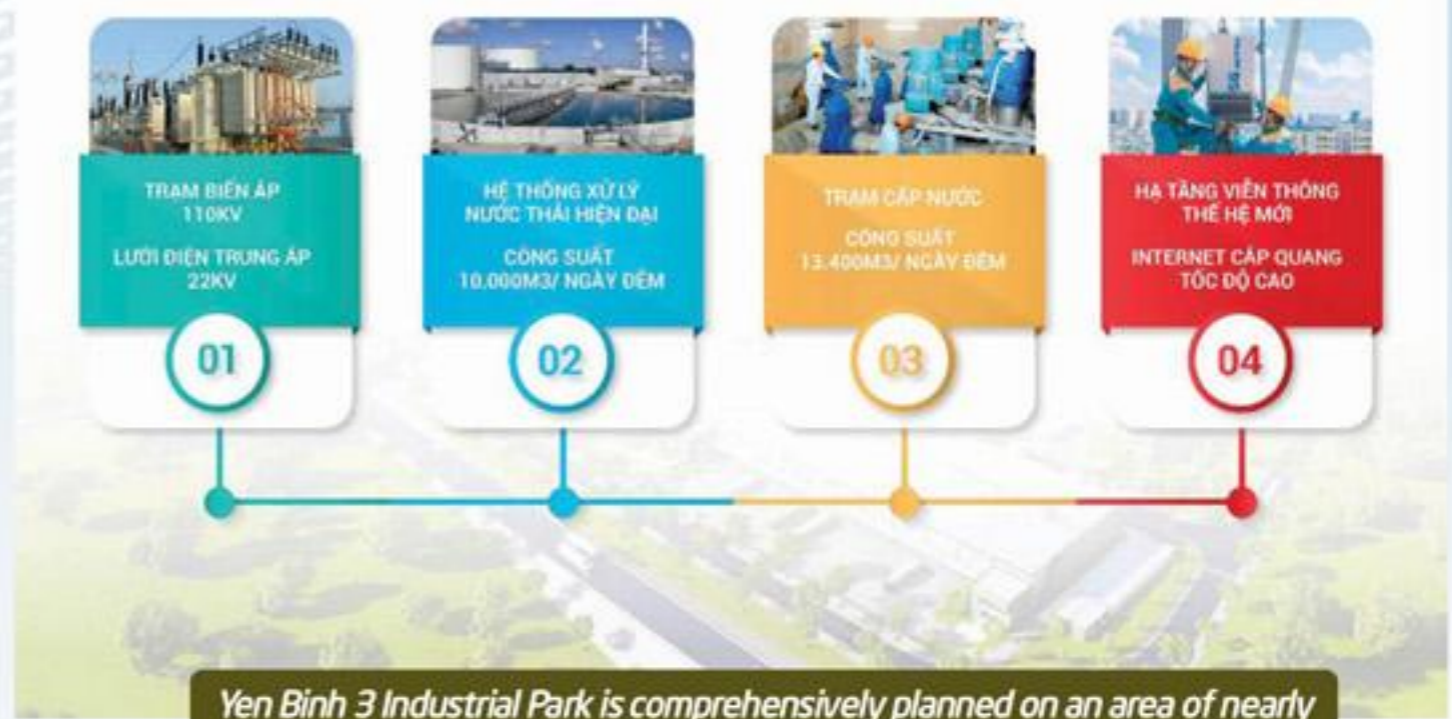 TRẠM BIẾN ÁP
110KV
LƯỚI ĐIỆN TRUNG ÁP
22KV
01
HỆ THỐNG XỬ LÝ
NƯỚC THẢI HIỆN ĐẠI
CÔNG SUẤT
10.000M3/ NGÀY ĐÊM
02
TRẠM CẤP NƯỚC
CÔNG SUẤT
13.400M3/ NGÀY ĐÊM
03
HẠ TẦNG VIỄN THÔNG
THẾ HỆ MỚI
INTERNET CÁP QUANG
TỐC ĐỘ CAO
04
Yen Binh 3 Industrial Park is comprehensively planned on an area of nearly